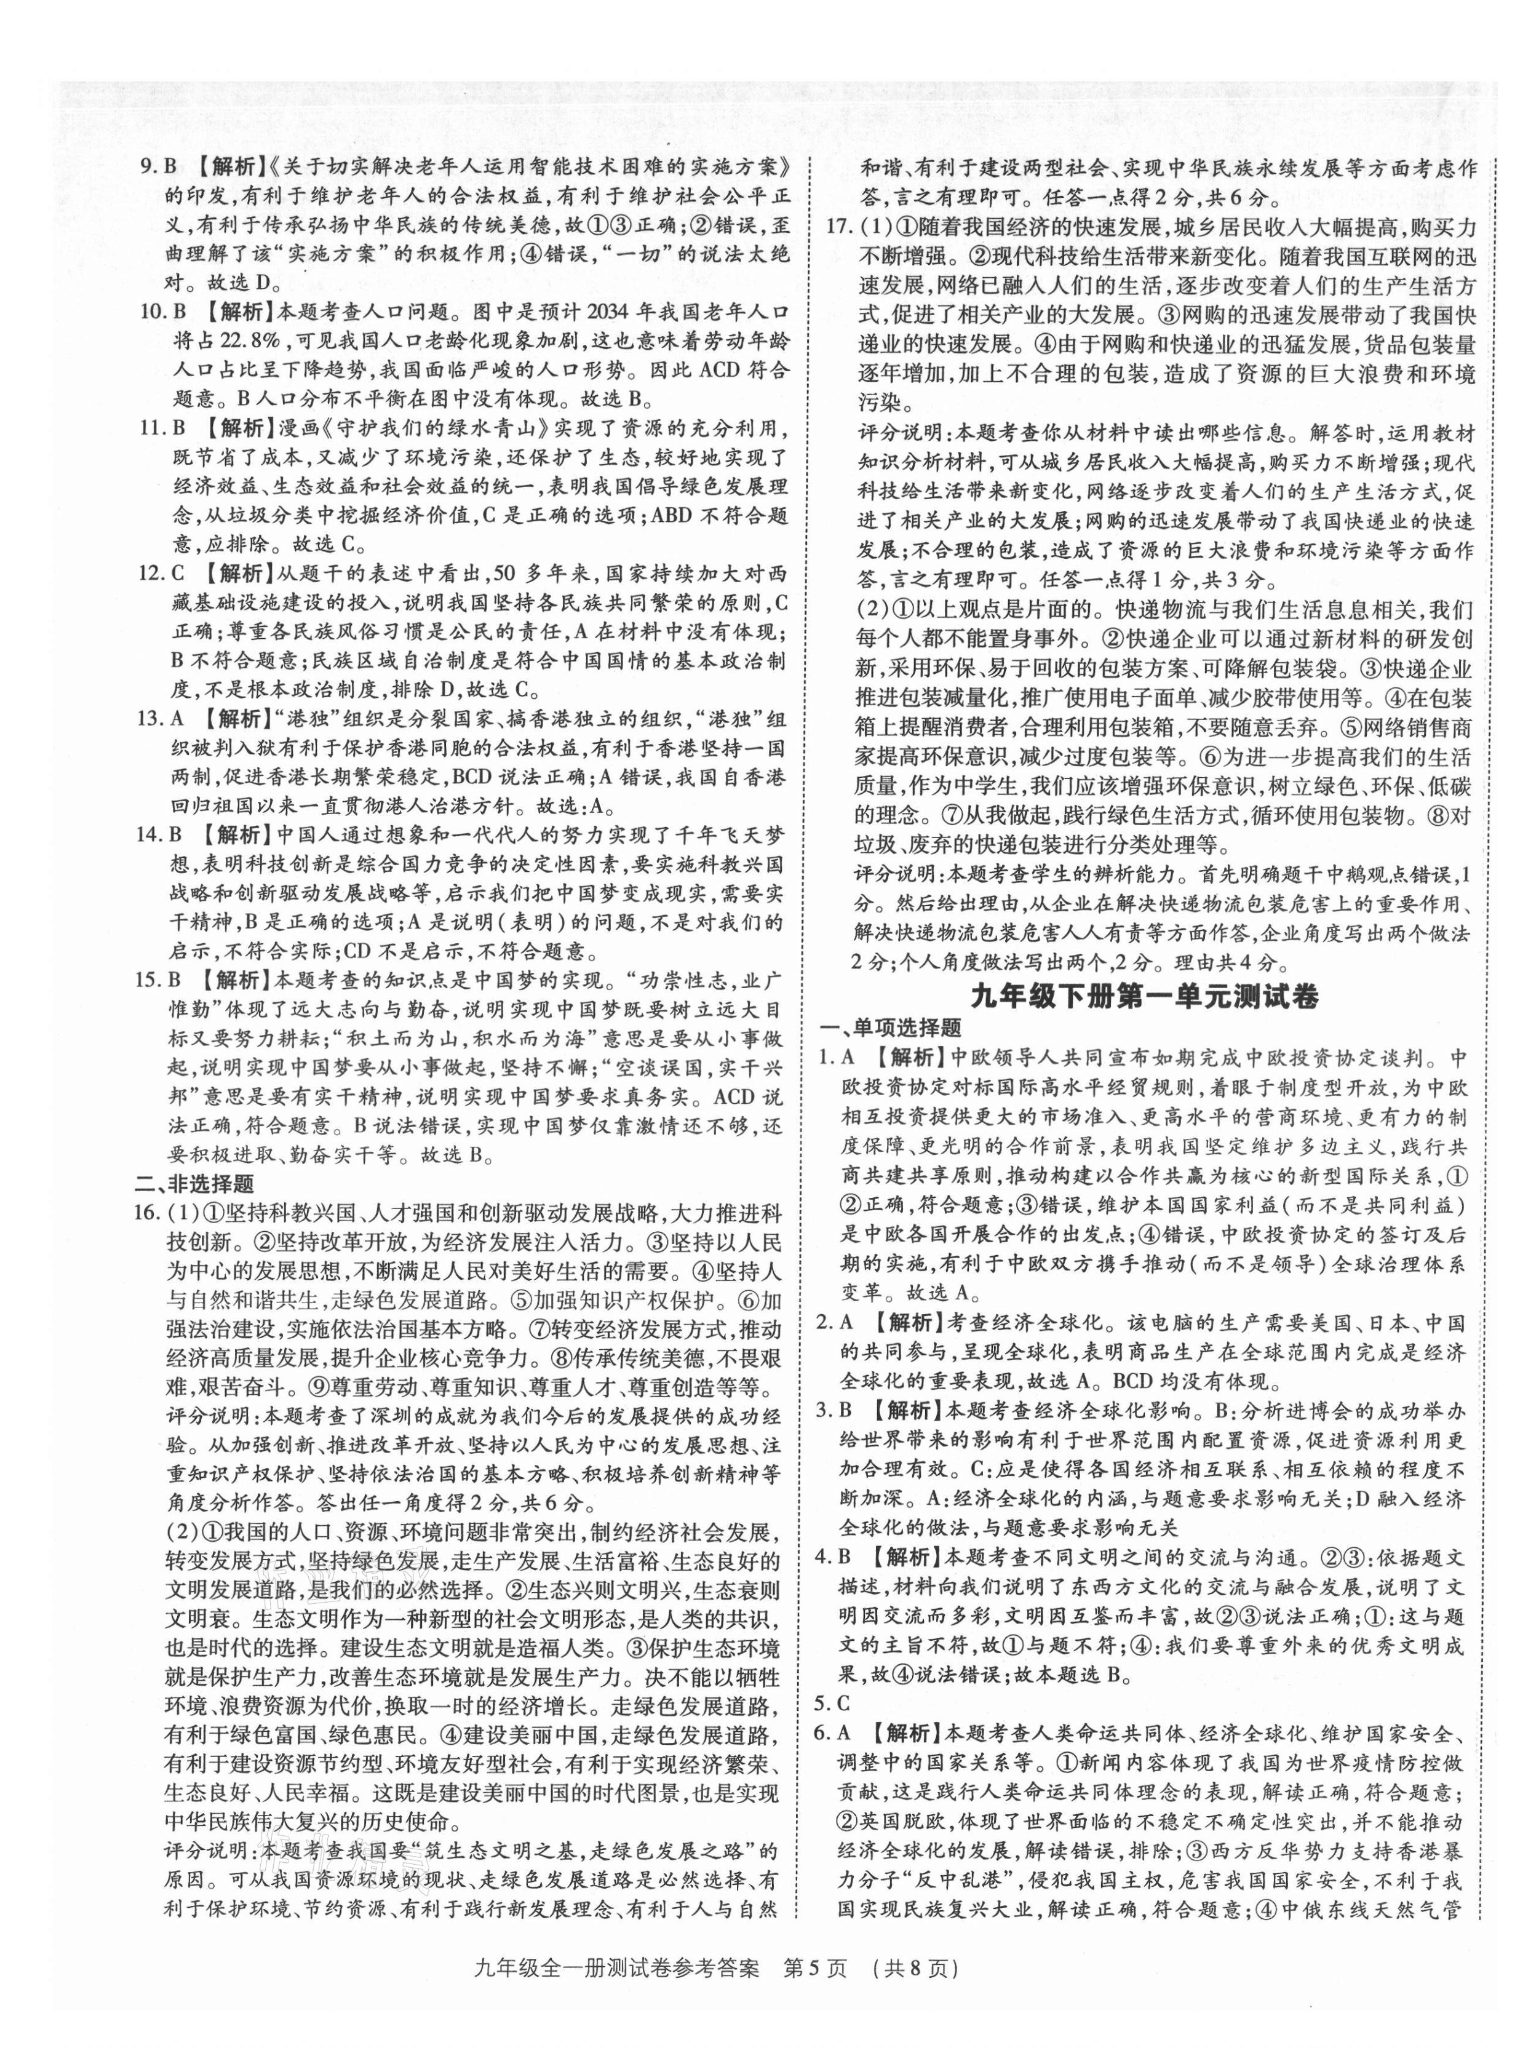 9. B 【解析】《关于切实解决老年人运用智能技术困难的实施方案》
的印发,有利于维护老年人的合法权益,有利于维护社会公平正
义,有利于传承弘扬中华民族的传统美德,故①③正确;②错误,歪
曲理解了该“实施方案”的积极作用;④错误,“一切”的说法太绝
对。故选 D。
10. B 【解析】本题考查人口问题。图中是预计 2034 年我国老年人口
将占 22.8%,可见我国人口老龄化现象加剧,这也意味着劳动年龄
人口占比呈下降趋势,我国面临严峻的人口形势。因此 ACD 符合
题意。B 人口分布不平衡在图中没有体现。故选 B。
11. B 【解析】漫画《守护我们的绿水青山》实现了资源的充分利用,
既节省了成本,又减少了环境污染,还保护了生态,较好地实现了
经济效益、生态效益和社会效益的统一,表明我国倡导绿色发展理
念,从垃圾分类中挖掘经济价值,C 是正确的选项;ABD 不符合题
意,应排除。故选 C。
12. C 【解析】从题干的表述中看出,50 多年来,国家持续加大对西
藏基础设施建设的投入,说明我国坚持各民族共同繁荣的原则,C
正确;尊重各民族风俗习惯是公民的责任,A 在材料中没有体现;
B 不符合题意;民族区域自治制度是符合中国国情的基本政治制
度,不是根本政治制度,排除 D,故选 C。
13. A 【解析】“港独”组织是分裂国家、搞香港独立的组织,“港独”组
织被判入狱有利于保护香港同胞的合法权益,有利于香港坚持一国
两制,促进香港长期繁荣稳定,BCD 说法正确;A 错误,我国自香港
回归祖国以来一直贯彻港人治港方针。故选:A。
14. B 【解析】中国人通过想象和一代代人的努力实现了千年飞天梦
想,表明科技创新是综合国力竞争的决定性因素,要实施科教兴国
战略和创新驱动发展战略等,启示我们把中国梦变成现实,需要实
干精神,B 是正确的选项;A 是说明(表明)的问题,不是对我们的
启示,不符合实际;CD 不是启示,不符合题意。
15. B 【解析】本题考查的知识点是中国梦的实现。“功崇惟志,业广
惟勤”体现了远大志向与勤奋,说明实现中国梦既要树立远大目
标又要努力耕耘;“积土而为山,积水而为海”意思是要从小事做
起,说明实现中国梦要从小事做起,坚持不懈;“空谈误国,实干兴
邦”意思是要有实干精神,说明实现中国梦要求真务实。ACD 说
法正确,符合题意。B 说法错误,实现中国梦仅靠激情还不够,还
要积极进取、勤奋实干等。故选 B。
二、非选择题
16. (1)①坚持科教兴国、人才强国和创新驱动发展战略,大力推进科
技创新。②坚持改革开放,为经济发展注入活力。③坚持以人民
为中心的发展思想,不断满足人民对美好生活的需要。④坚持人
与自然和谐共生,走绿色发展道路。⑤加强知识产权保护。⑥加
强法治建设,实施依法治国基本方略。⑦转变经济发展方式,推动
经济高质量发展,提升企业核心竞争力。⑧传承传统美德,不畏艰
难,艰苦奋斗。⑨尊重劳动、尊重知识、尊重人才、尊重创造等等。
评分说明:本题考查了深圳的成就为我们今后的发展提供的成功经
验。从加强创新、推进改革开放、坚持以人民为中心的发展思想、注
重知识产权保护、坚持依法治国的基本方略、积极培养创新精神等
角度分析作答。答出任一角度得 2 分,共 6 分。
(2)①我国的人口、资源、环境问题非常突出,制约经济社会发展,
转变发展方式,坚持绿色发展,走生产发展、生活富裕、生态良好的
文明发展道路,是我们的必然选择。②生态兴则文明兴,生态衰则
文明衰。生态文明作为一种新型的社会文明形态,是人类的共识,
也是时代的选择。建设生态文明就是造福人类。③保护生态环境
就是保护生产力,改善生态环境就是发展生产力。决不能以牺牲
环境、浪费资源为代价,换取一时的经济增长。走绿色发展道路,
有利于绿色富国、绿色惠民。④建设美丽中国,走绿色发展道路,
有利于建设资源节约型、环境友好型社会,有利于实现经济繁荣、
生态良好、人民幸福。这既是建设美丽中国的时代图景,也是实现
中华民族伟大复兴的历史使命。
评分说明:本题考查我国要“筑生态文明之基,走绿色发展之路”的
原因。可从我国资源环境的现状、走绿色发展道路是必然选择、有
利于保护环境、节约资源、有利于践行新发展理念、有利于人与自然
和谐、有利于建设两型社会、实现中华民族永续发展等方面考虑作
答,言之有理即可。任答一点得 2 分,共 6 分。
17. (1)①随着我国经济的快速发展,城乡居民收入大幅提高,购买力
不断增强。②现代科技给生活带来新变化。随着我国互联网的迅
速发展,网络已融入人们的生活,逐步改变着人们的生产生活方
式,促进了相关产业的大发展。③网购的迅速发展带动了我国快
递业的快速发展。④由于网购和快递业的迅猛发展,货品包装量
逐年增加,加上不合理的包装,造成了资源的巨大浪费和环境
污染。
评分说明:本题考查你从材料中读出哪些信息。解答时,运用教材
知识分析材料,可从城乡居民收入大幅提高,购买力不断增强;现代
科技给生活带来新变化,网络逐步改变着人们的生产生活方式,促
进了相关产业的大发展;网购的迅速发展带动了我国快递业的快速
发展;不合理的包装,造成了资源的巨大浪费和环境污染等方面作
答,言之有理即可。任答一点得 1 分,共 3 分。
(2)①以上观点是片面的。快递物流与我们生活息息相关,我们
每个人都不能置身事外。②快递企业可以通过新材料的研发创
新,采用环保、易于回收的包装方案、可降解包装袋。③快递企业
推进包装减量化,推广使用电子面单、减少胶带使用等。④在包装
箱上提醒消费者,合理利用包装箱,不要随意丢弃。⑤网络销售商
家提高环保意识,减少过度包装等。⑥为进一步提高我们的生活
质量,作为中学生,我们应该增强环保意识,树立绿色、环保、低碳
的理念。⑦从我做起,践行绿色生活方式,循环使用包装物。⑧对
垃圾、废弃的快递包装进行分类处理等。
评分说明:本题考查学生的辨析能力。首先明确题干中鹅观点错误,1
分。然后给出理由,从企业在解决快递物流包装危害上的重要作用、
解决快递物流包装危害人人有责等方面作答,企业角度写出两个做法
2 分;个人角度做法写出两个,2 分。理由共 4 分。
九年级下册第一单元测试卷
一、单项选择题
1. A 【解析】中欧领导人共同宣布如期完成中欧投资协定谈判。中
欧投资协定对标国际高水平经贸规则,着眼于制度型开放,为中欧
相互投资提供更大的市场准入、更高水平的营商环境、更有力的制
度保障、更光明的合作前景,表明我国坚定维护多边主义,践行共
商共建共享原则,推动构建以合作共赢为核心的新型国际关系,①
②正确,符合题意;③错误,维护本国国家利益(而不是共同利益)
是中欧各国开展合作的出发点;④错误,中欧投资协定的签订及后
期的实施,有利于中欧双方携手推动(而不是领导)全球治理体系
变革。故选 A。
2. A 【解析】考查经济全球化。该电脑的生产需要美国、日本、中国
的共同参与,呈现全球化,表明商品生产在全球范围内完成是经济
全球化的重要表现,故选 A。BCD 均没有体现。
3. B 【解析】本题考查经济全球化影响。B:分析进博会的成功举办
给世界带来的影响有利于世界范围内配置资源,促进资源利用更
加合理有效。C:应是使得各国经济相互联系、相互依赖的程度不
断加深。A:经济全球化的内涵,与题意要求影响无关;D 融入经济
全球化的做法,与题意要求影响无关
4. B 【解析】本题考查不同文明之间的交流与沟通。②③:依据题文
描述,材料向我们说明了东西方文化的交流与融合发展,说明了文
明因交流而多彩,文明因互鉴而丰富,故②③说法正确;①:这与题
文的主旨不符,故①与题不符;④:我们要尊重外来的优秀文明成
果,故④说法错误;故本题选 B。
5. C
6. A 【解析】本题考查人类命运共同体、经济全球化、维护国家安全、
调整中的国家关系等。①新闻内容体现了我国为世界疫情防控做
贡献,这是践行人类命运共同体理念的表现,解读正确,符合题意;
②英国脱欧,体现了世界面临的不稳定不确定性突出,并不能推动
经济全球化的发展,解读错误,排除;③西方反华势力支持香港暴
力分子“反中乱港”,侵犯我国主权,危害我国国家安全,不利于我
国实现民族复兴大业,解读正确,符合题意;④中俄东线天然气管
九年级全一册测试卷参考答案 第 5 页 (共 8 页)